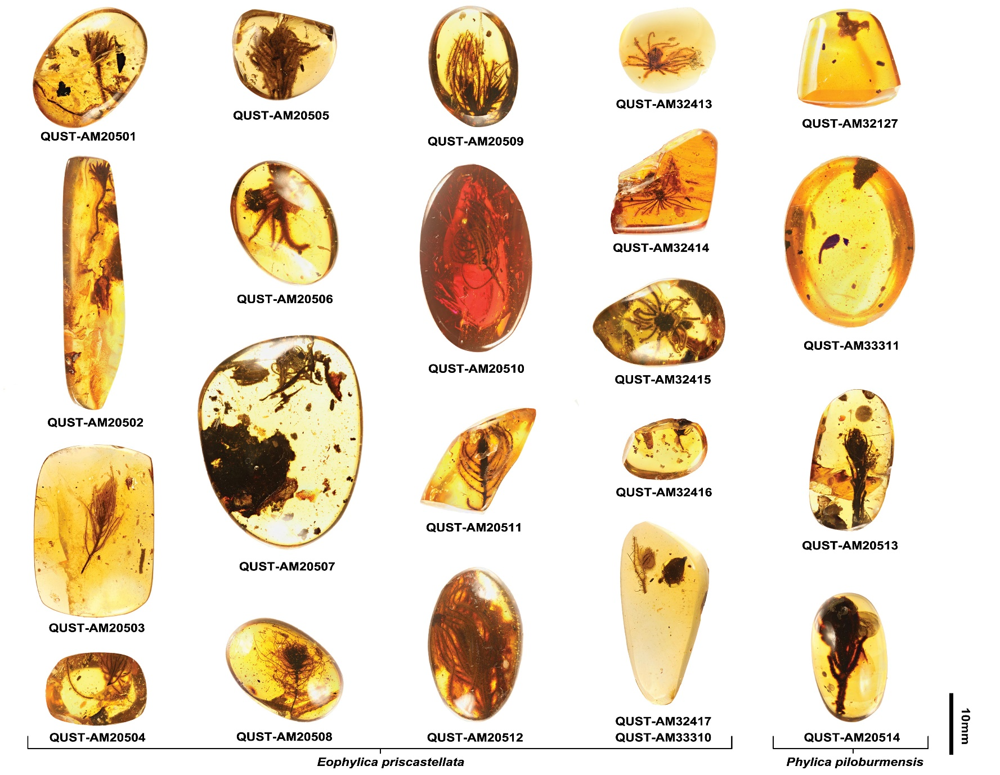 QUST-AM20501
QUST-AM20505
QUST-AM20509
QUST-AM32413
QUST-AM32127
QUST-AM32414
QUST-AM20506
QUST-AM33311
QUST-AM20510
QUST-AM32415
QUST-AM20502
QUST-AM32416
QUST-AM20511
QUST-AM20513
QUST-AM20507
QUST-AM20503
QUST-AM32417
QUST-AM33310
QUST-AM20504
QUST-AM20508
QUST-AM20512
QUST-AM20514
10mm
Eophylica priscastellata
Phylica piloburmensis